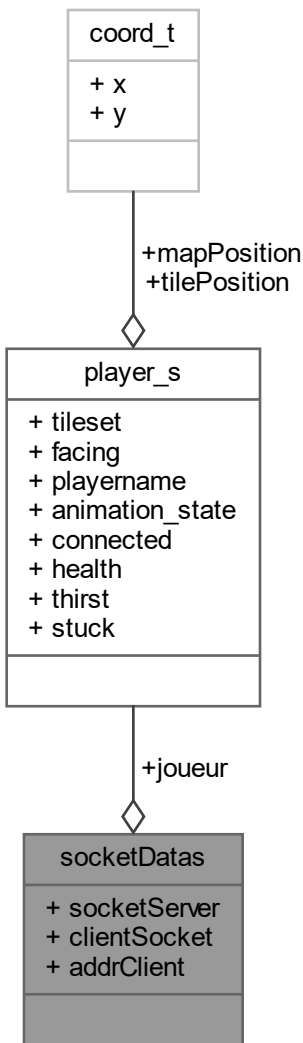 coord_t
+ x
+ y
+mapPosition
+tilePosition
player_s
+ tileset
+ facing
+ playername
+ animation_state
+ connected
+ health
+ thirst
+ stuck
+joueur
socketDatas
+ socketServer
+ clientSocket
+ addrClient